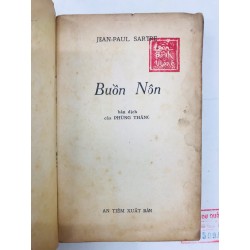 JEAN-PAUL SARTRE
Buồn Nôn
bản dịch
của PHÙNG THĂNG
AN TIÊM XUẤT BẢN